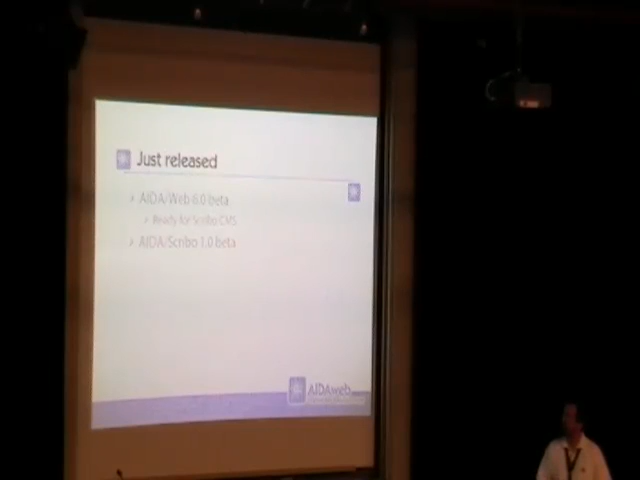 Just released
› AIDA/Web 6.0 beta
› Ready for Scribo CMS
› AIDA/Scribo 1.0 beta
AIDAweb